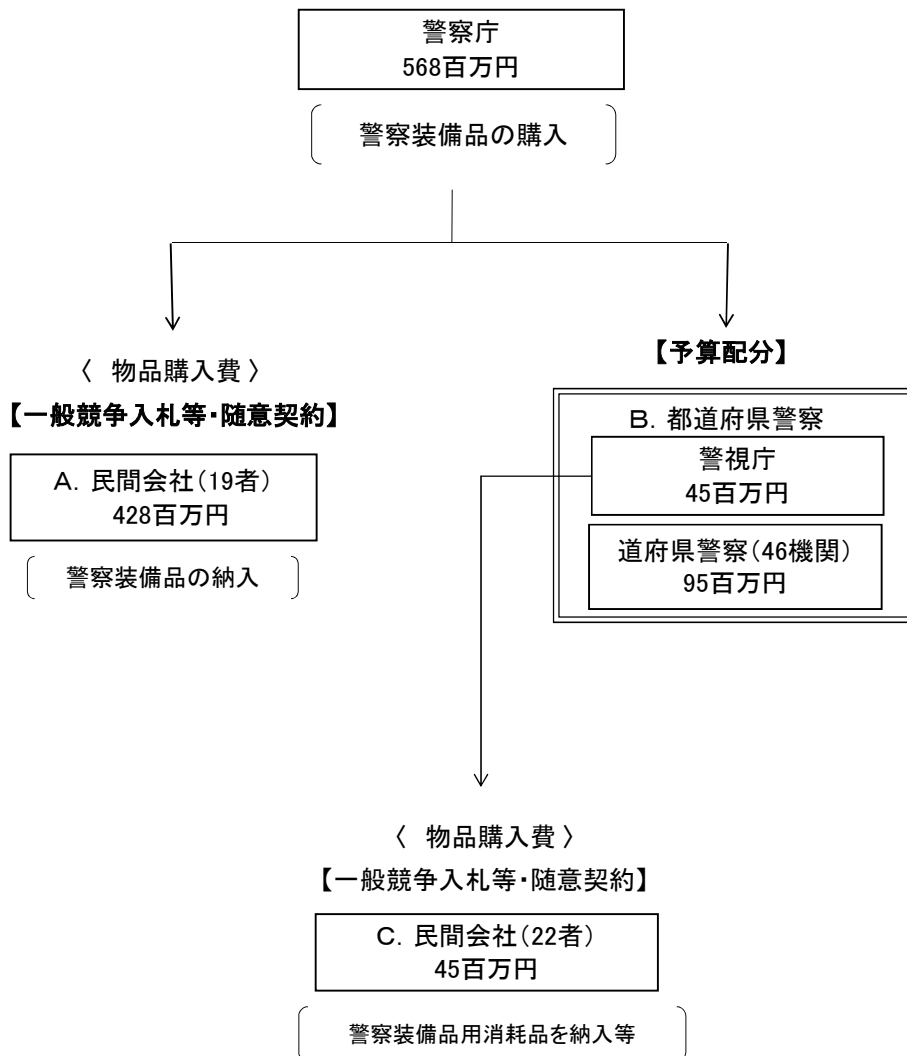 警察庁
568百万円
警察装備品の購入
〈 物品購入費 〉
【一般競争入札等・随意契約】
A. 民間会社(19者)
428百万円
警察装備品の納入
【予算配分】
B. 都道府県警察
警視庁
45百万円
道府県警察(46機関)
95百万円
〈 物品購入費 〉
【一般競争入札等・随意契約】
C. 民間会社(22者)
45百万円
警察装備品用消耗品を納入等